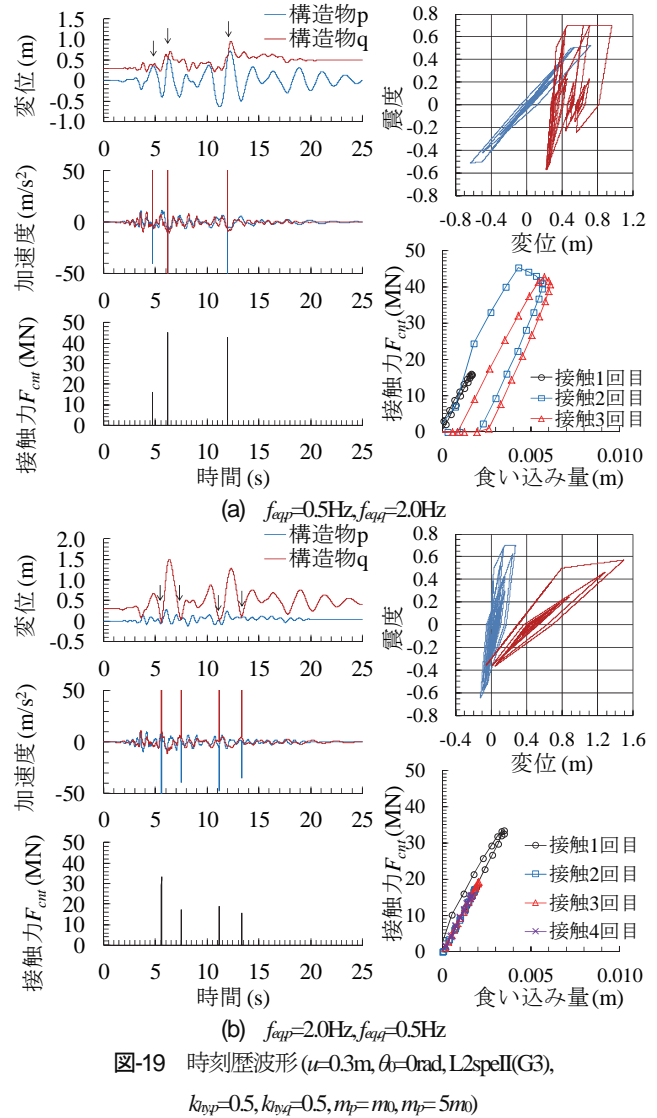 構造物p
構造物q
変位 (m)
1.5
1.0
0.5
0.0
-0.5
-1.0
0 5 10 15 20 25
加速度 (m/s²)
50
0
-50
0 5 10 15 20 25
接触力Fcnt (MN)
50
40
30
20
10
0
0 5 10 15 20 25
時間 (s)
震度
0.8
0.6
0.4
0.2
0
-0.2
-0.4
-0.6
-0.8
-0.8 -0.4 0 0.4 0.8 1.2
変位 (m)
接触力Fcnt (MN)
50
40
30
20
10
0
接触1回目
接触2回目
接触3回目
0 0.005 0.010
食い込み量 (m)
(a) feqp=0.5Hz, feqq=2.0Hz
構造物p
構造物q
変位 (m)
2.0
1.5
1.0
0.5
0.0
-0.5
0 5 10 15 20 25
加速度 (m/s²)
50
0
-50
0 5 10 15 20 25
接触力Fcnt (MN)
50
40
30
20
10
0
0 5 10 15 20 25
時間 (s)
震度
0.8
0.6
0.4
0.2
0
-0.2
-0.4
-0.6
-0.8
-0.4 0 0.4 0.8 1.2 1.6
変位 (m)
接触力Fcnt (MN)
50
40
30
20
10
0
接触1回目
接触2回目
接触3回目
接触4回目
0 0.005 0.010
食い込み量 (m)
(b) feqp=2.0Hz, feqq=0.5Hz
図-19 時刻歴波形 (u=0.3m, θ0=0rad, L2speII(G3),
khyp=0.5, khyq=0.5, mp=m0, mp=5m0)